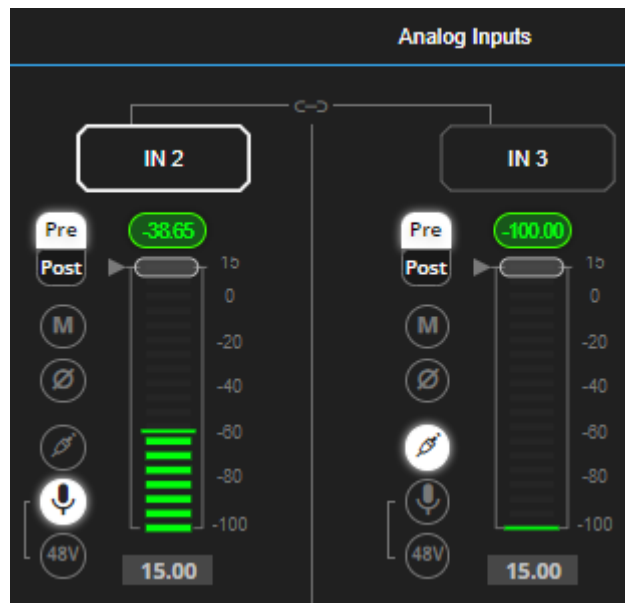 Analog Inputs
IN 2
Pre
Post
-38.65
15
0
-20
-40
-60
-80
-100
M
Ø
48V
15.00
IN 3
Pre
Post
-100.00
15
0
-20
-40
-60
-80
-100
M
Ø
48V
15.00